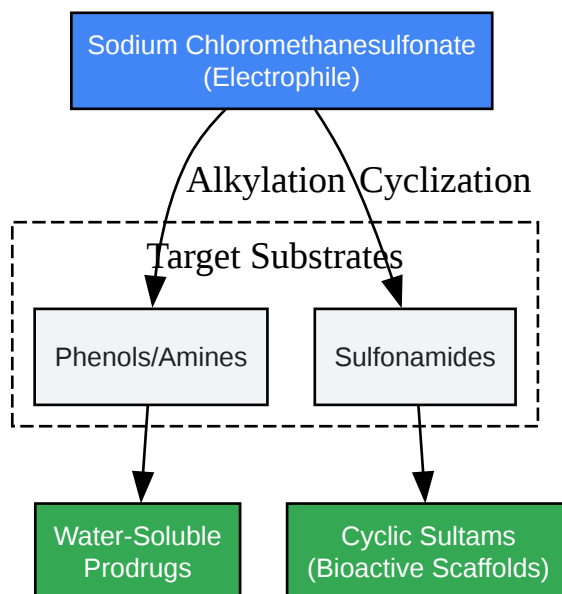 Sodium Chloromethanesulfonate
(Electrophile)
Alkylation
Cyclization
Target Substrates
Phenols/Amines
Sulfonamides
Water-Soluble
Prodrugs
Cyclic Sultams
(Bioactive Scaffolds)